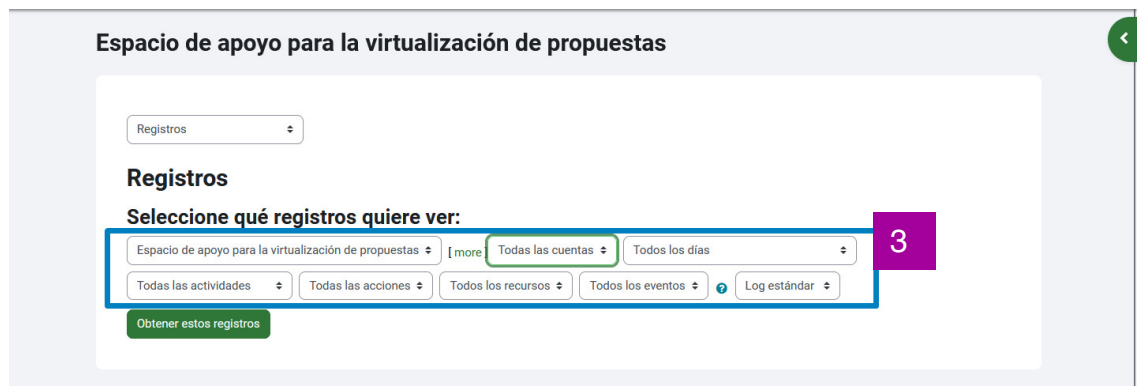 Espacio de apoyo para la virtualización de propuestas
Registros
Registros
Seleccione qué registros quiere ver:
Espacio de apoyo para la virtualización de propuestas [ more ] Todas las cuentas Todos los días
3
Todas las actividades Todas las acciones Todos los recursos Todos los eventos ? Log estándar
Obtener estos registros